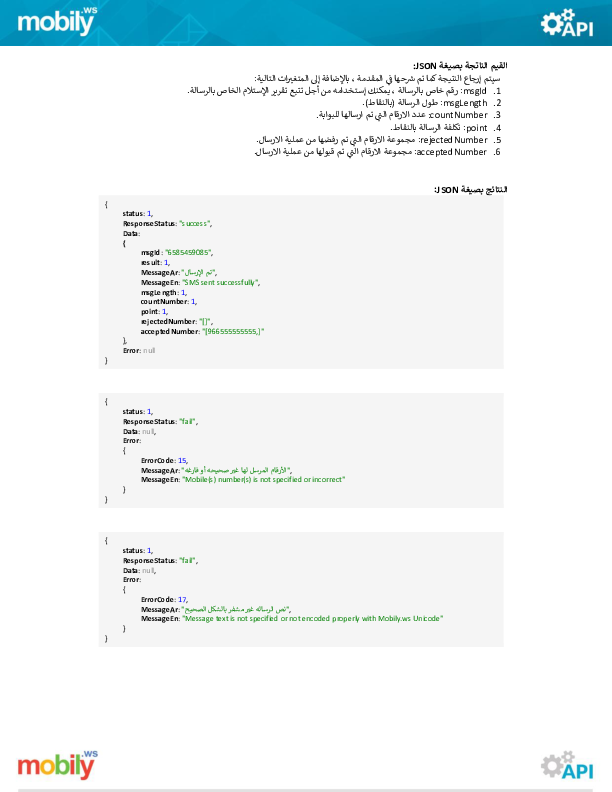 mobily.ws
API
القيم الناتجة بصيغة JSON:
سيتم إرجاع النتيجة كما تم شرحها في المقدمة ، بالإضافة إلى المتغيرات التالية:
1. msgId: رقم خاص بالرسالة ، يمكنك إستخدامه من أجل تتبع تقرير الإستلام الخاص بالرسالة.
2. msgLength: طول الرسالة (بالنقاط).
3. countNumber: عدد الارقام التي تم ارسالها للبوابة.
4. point: تكلفة الرسالة بالنقاط.
5. rejectedNumber: مجموعة الارقام التي تم رفضها من عملية الارسال.
6. acceptedNumber: مجموعة الارقام التي تم قبولها من عملية الارسال.
النتائج بصيغة JSON:
{
status: 1,
ResponseStatus: "success",
Data:
{
msgId: "6585459085",
result: 1,
MessageAr: "تم الإرسال",
MessageEn: "SMS sent successfully",
msgLength: 1,
countNumber: 1,
point: 1,
rejectedNumber: "[]",
acceptedNumber: "[966555555555,]"
},
Error: null
}
{
status: 1,
ResponseStatus: "fail",
Data: null,
Error:
{
ErrorCode: 15,
MessageAr: "الأرقام المرسل لها غير صحيحه أو فارغه",
MessageEn: "Mobile(s) number(s) is not specified or incorrect"
}
}
{
status: 1,
ResponseStatus: "fail",
Data: null,
Error:
{
ErrorCode: 17,
MessageAr: "نص الرساله غير مشفر بالشكل الصحيح",
MessageEn: "Message text is not specified or not encoded properly with Mobily.ws Unicode"
}
}
mobily.ws
API